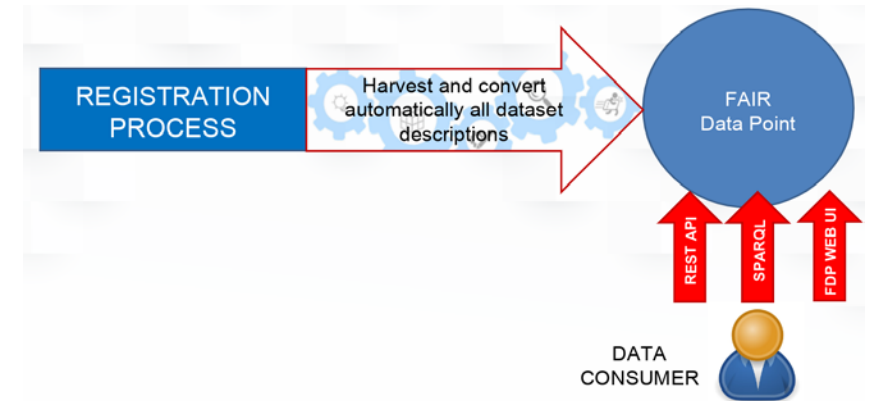 REGISTRATION
PROCESS
Harvest and convert
automatically all dataset
descriptions
FAIR
Data Point
REST API
SPARQL
FDP WEB UI
DATA
CONSUMER